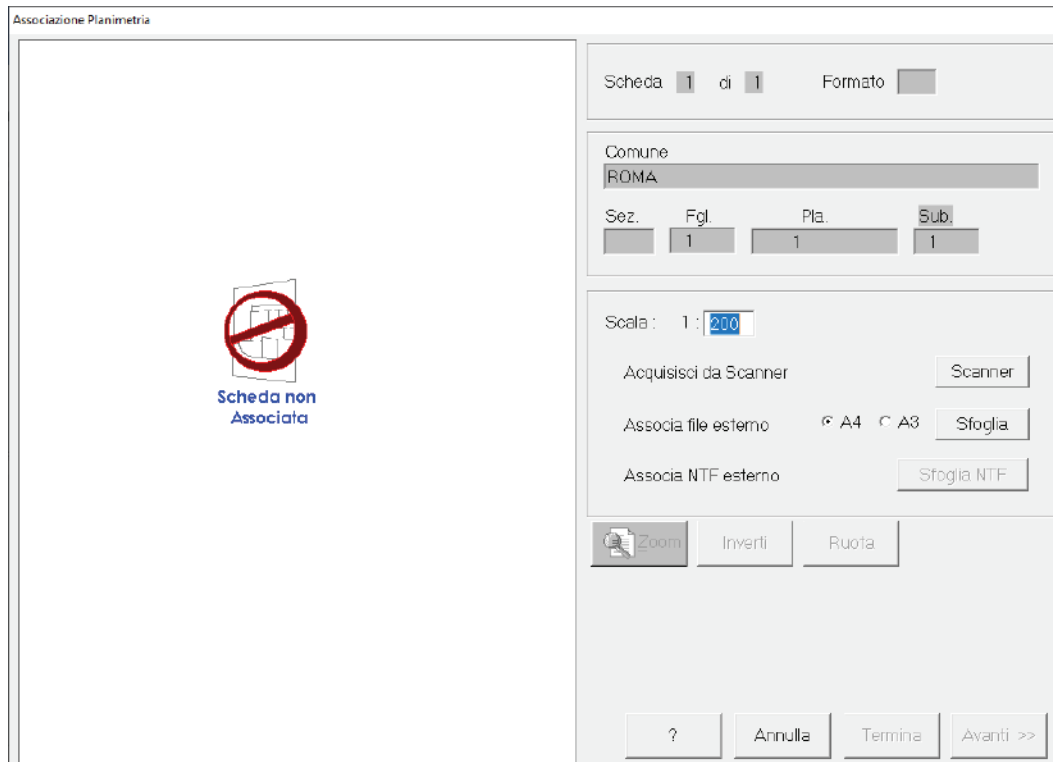 Associazione Planimetria
Scheda non
Associata
Scheda 1 di 1 Formato
Comune
ROMA
Sez. Fgl. Pla. Sub.
1 1 1
Scala : 1 : 200
Acquisisci da Scanner Scanner
Associa file esterno A4 A3 Sfoglia
Associa NTF esterno Sfoglia NTF
Zoom Inverti Ruota
? Annulla Termina Avanti >>